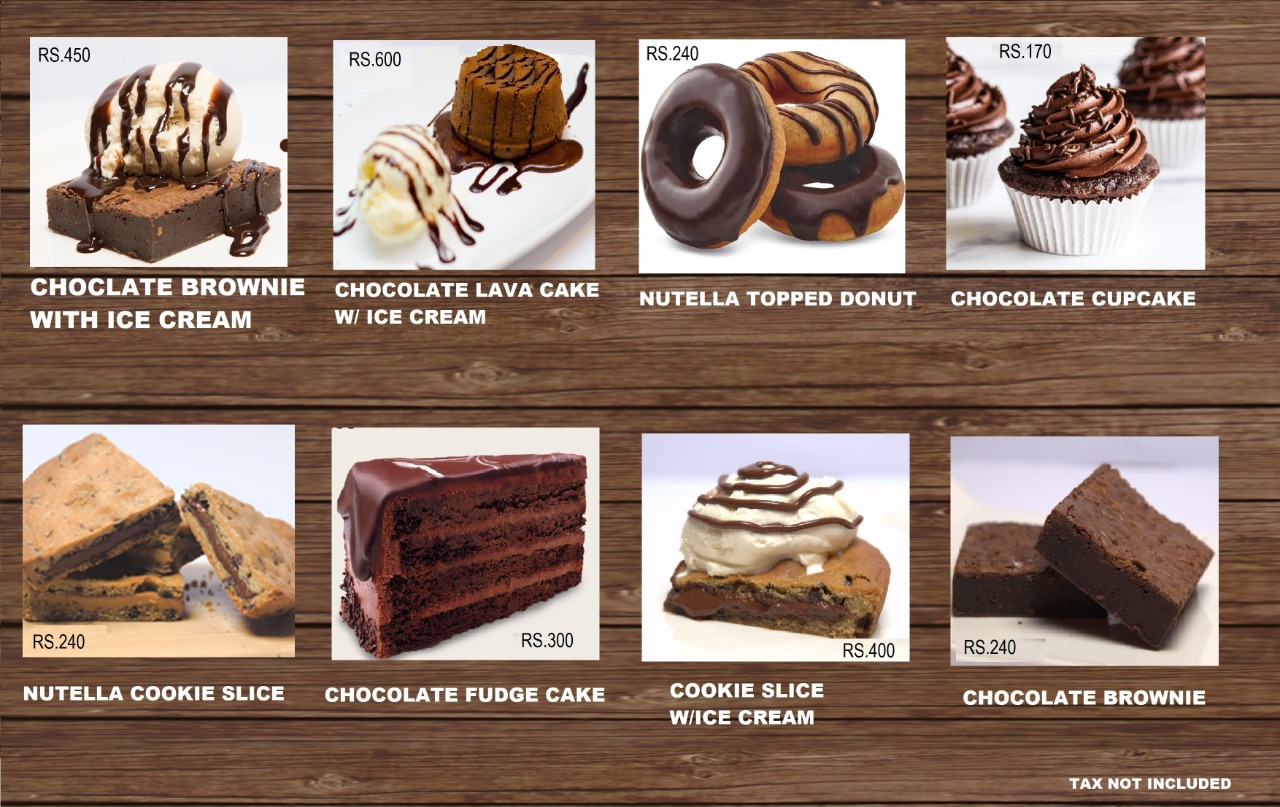 RS.450
CHOCLATE BROWNIE
WITH ICE CREAM
RS.600
CHOCOLATE LAVA CAKE
W/ ICE CREAM
RS.240
NUTELLA TOPPED DONUT
RS.170
CHOCOLATE CUPCAKE
RS.240
NUTELLA COOKIE SLICE
RS.300
CHOCOLATE FUDGE CAKE
RS.400
COOKIE SLICE
W/ICE CREAM
RS.240
CHOCOLATE BROWNIE
TAX NOT INCLUDED